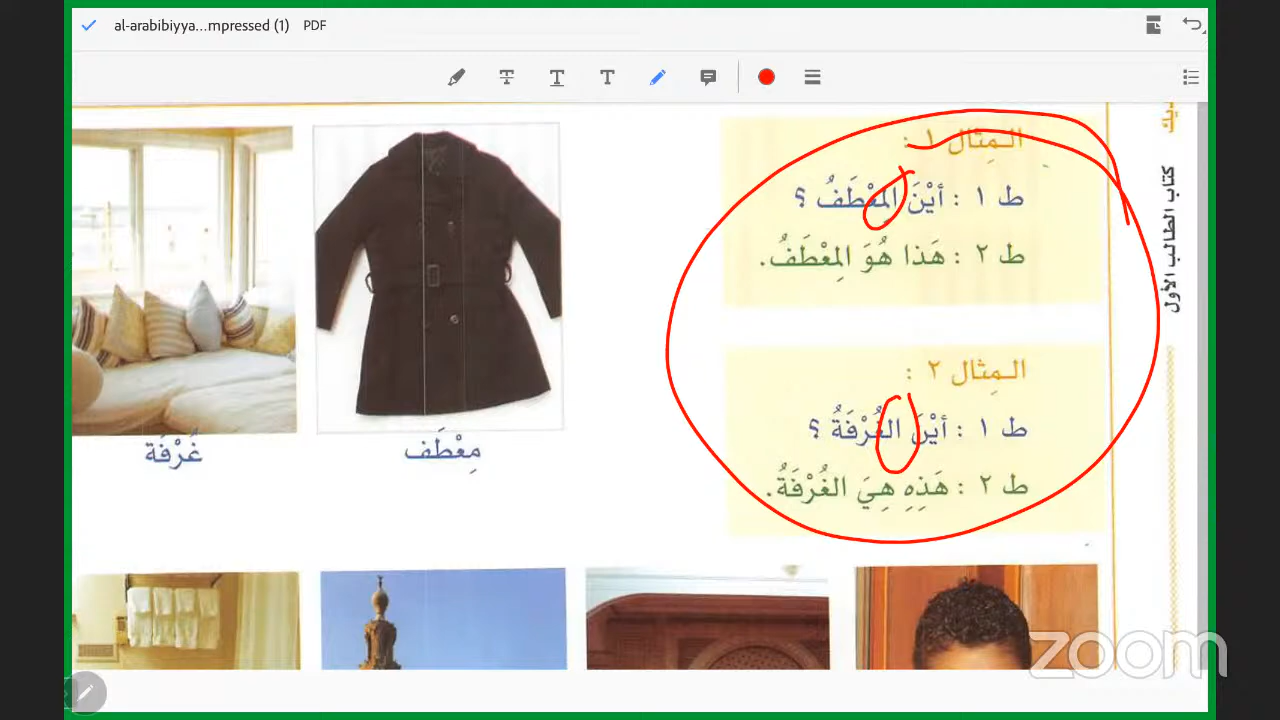 al-arabibiyya...mpressed (1) PDF
المِثال ١ :
ط ١ : أيْنَ المِعْطَفُ ؟
ط ٢ : هَذا هُوَ المِعْطَفُ.
المِثال ٢ :
ط ١ : أيْنَ الغُرْفَةُ ؟
ط ٢ : هَذِهِ هِيَ الغُرْفَةُ.
مِعْطَف
غُرْفَة
كتاب الطالب الأول
zoom